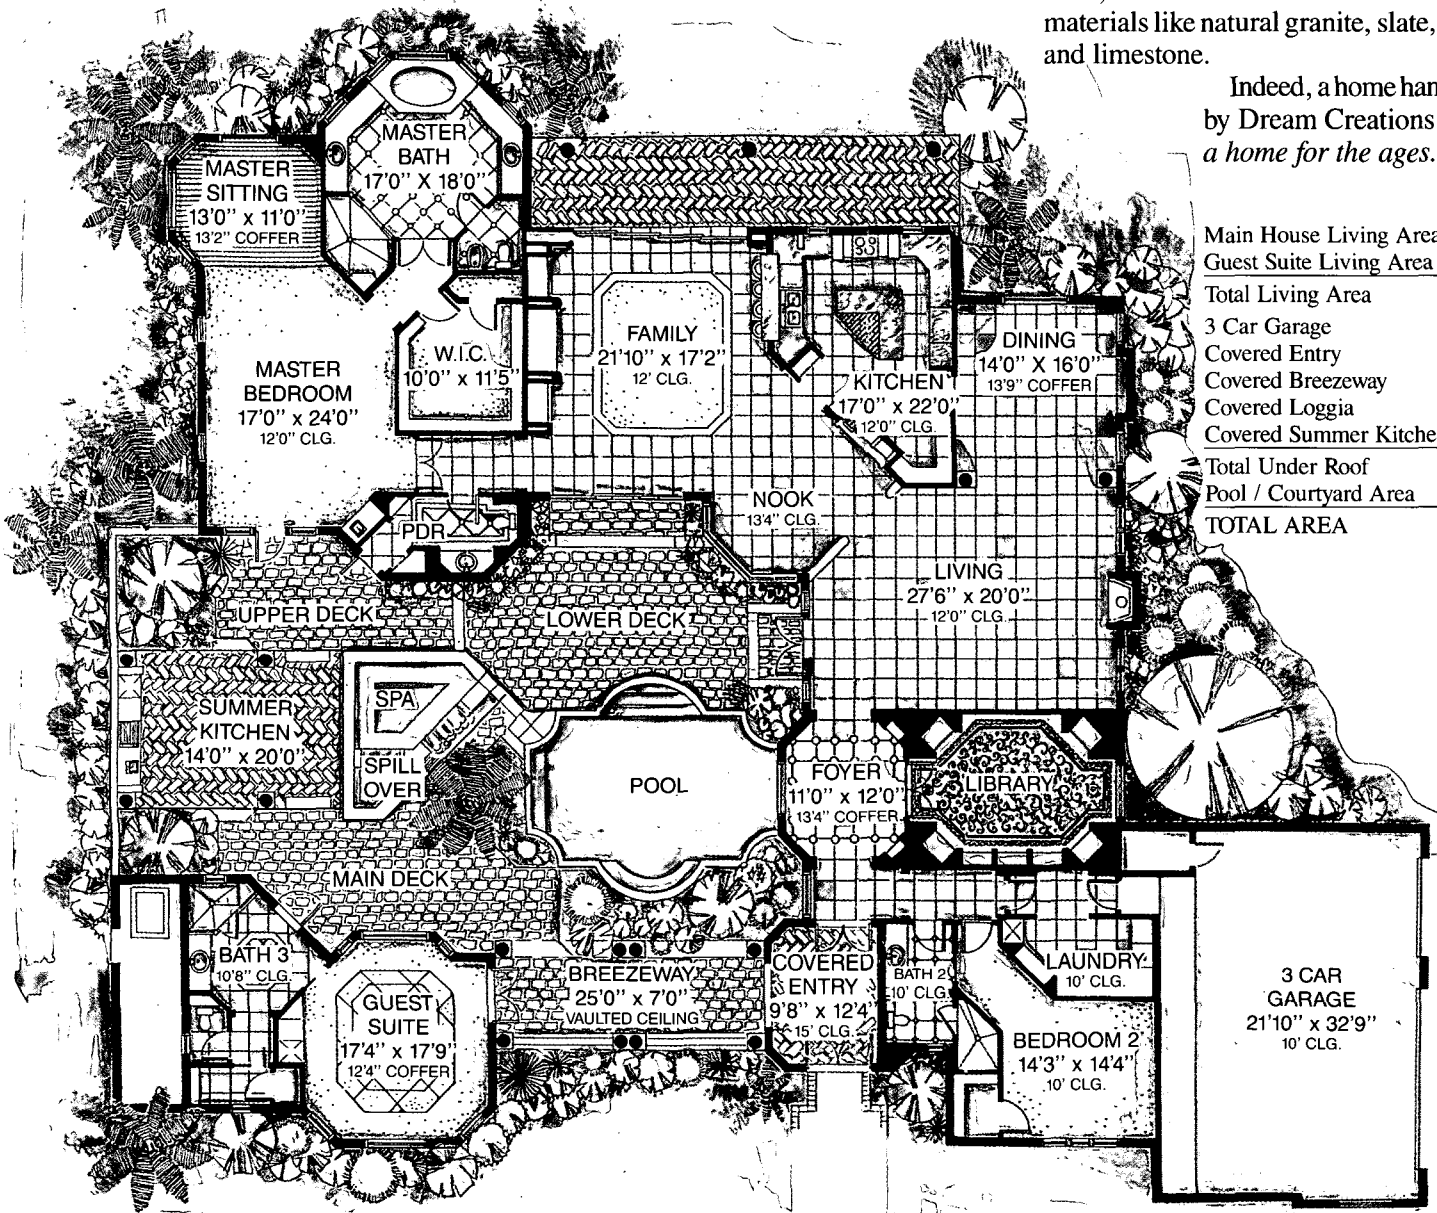 materials like natural granite, slate,
and limestone.
Indeed, a home han
by Dream Creations
a home for the ages.
Main House Living Area
Guest Suite Living Area
Total Living Area
3 Car Garage
Covered Entry
Covered Breezeway
Covered Loggia
Covered Summer Kitche
Total Under Roof
Pool / Courtyard Area
TOTAL AREA
MASTER
BATH
17'0" X 18'0"
MASTER
SITTING
13'0" x 11'0"
13'2" COFFER
FAMILY
21'10" x 17'2"
12' CLG.
DINING
14'0" X 16'0"
13'9" COFFER
W.I.C.
10'0" x 11'5"
MASTER
BEDROOM
17'0" x 24'0"
12'0" CLG.
KITCHEN
17'0" x 22'0"
12'0" CLG.
NOOK
13'4" CLG.
PDR
LIVING
27'6" x 20'0"
12'0" CLG.
UPPER DECK
LOWER DECK
SUMMER
KITCHEN
14'0" x 20'0"
SPA
SPILL
OVER
POOL
FOYER
11'0" x 12'0"
13'4" COFFER
LIBRARY
MAIN DECK
BATH 3
10'8" CLG.
GUEST
SUITE
17'4" x 17'9"
12'4" COFFER
BREEZEWAY
25'0" x 7'0"
VAULTED CEILING
COVERED
ENTRY
9'8" x 12'4"
15' CLG.
BATH 2
10' CLG.
LAUNDRY
10' CLG.
BEDROOM 2
14'3" x 14'4"
10' CLG.
3 CAR
GARAGE
21'10" x 32'9"
10' CLG.